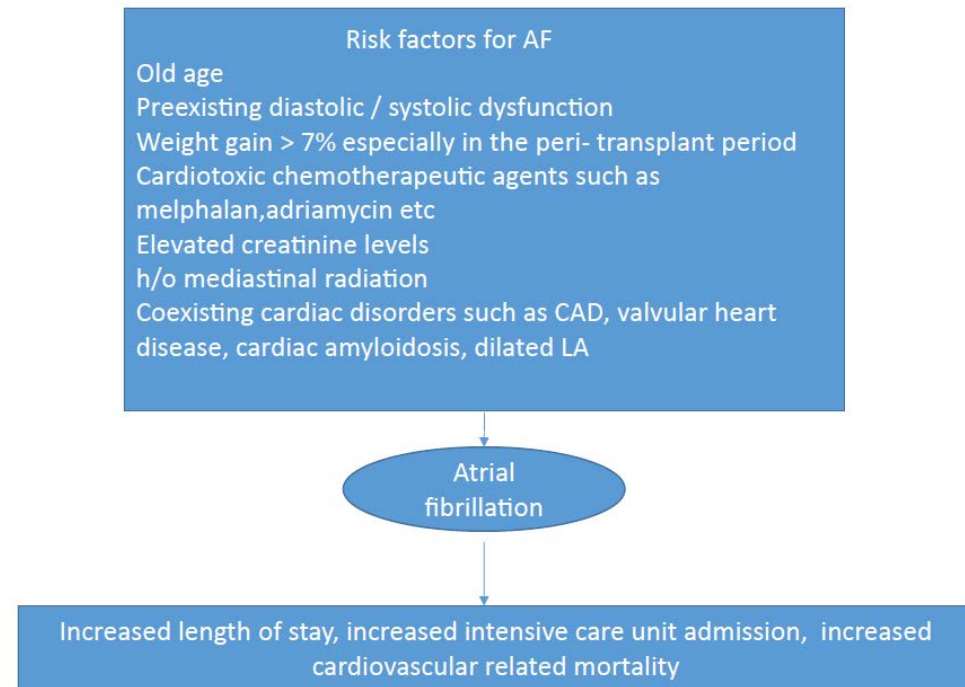 Risk factors for AF
Old age
Preexisting diastolic / systolic dysfunction
Weight gain > 7% especially in the peri- transplant period
Cardiotoxic chemotherapeutic agents such as
melphalan,adriamycin etc
Elevated creatinine levels
h/o mediastinal radiation
Coexisting cardiac disorders such as CAD, valvular heart
disease, cardiac amyloidosis, dilated LA
Atrial
fibrillation
Increased length of stay, increased intensive care unit admission, increased
cardiovascular related mortality